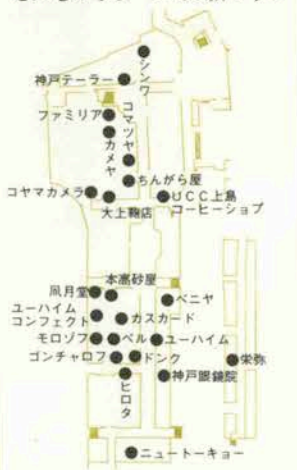 シンワ
神戸テーラー
ファミリア
コマツヤ
カメヤ
ちんがら屋
コヤマカメラ
大上鞄店
UCC上島
コーヒーショップ
本高砂屋
凮月堂
ベニヤ
ユーハイム
コンフェクト
カスカード
モロゾフ
ベル
ユーハイム
ゴンチャロフ
ドンク
栄弥
ヒロタ
神戸眼鏡院
ニュートーキョー